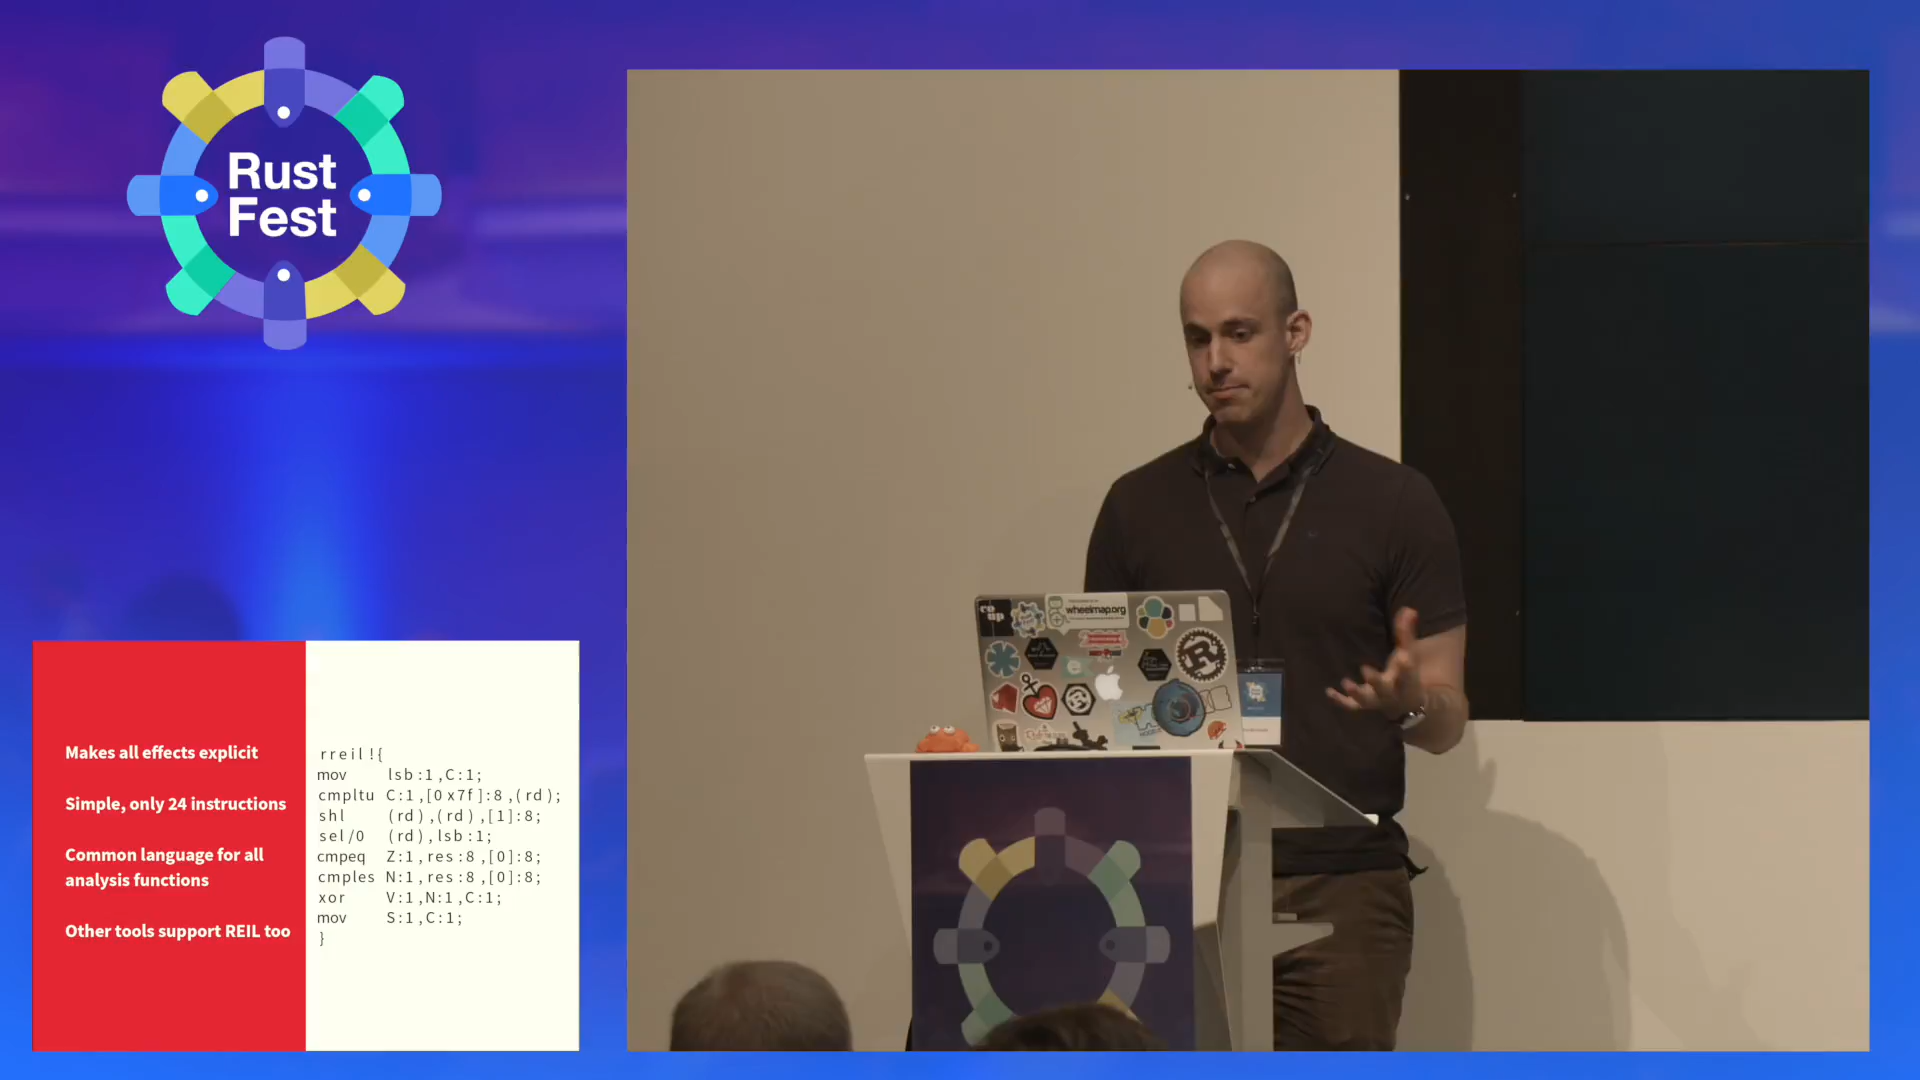 Rust
Fest
Makes all effects explicit
Simple, only 24 instructions
Common language for all
analysis functions
Other tools support REIL too
rreil!{
mov lsb:1,C:1;
cmpltu C:1,[0x7f]:8,(rd);
shl (rd),(rd),[1]:8;
sel/0 (rd),lsb:1;
cmpeq Z:1,res:8,[0]:8;
cmples N:1,res:8,[0]:8;
xor V:1,N:1,C:1;
mov S:1,C:1;
}
co
up
wheelmap.org
R